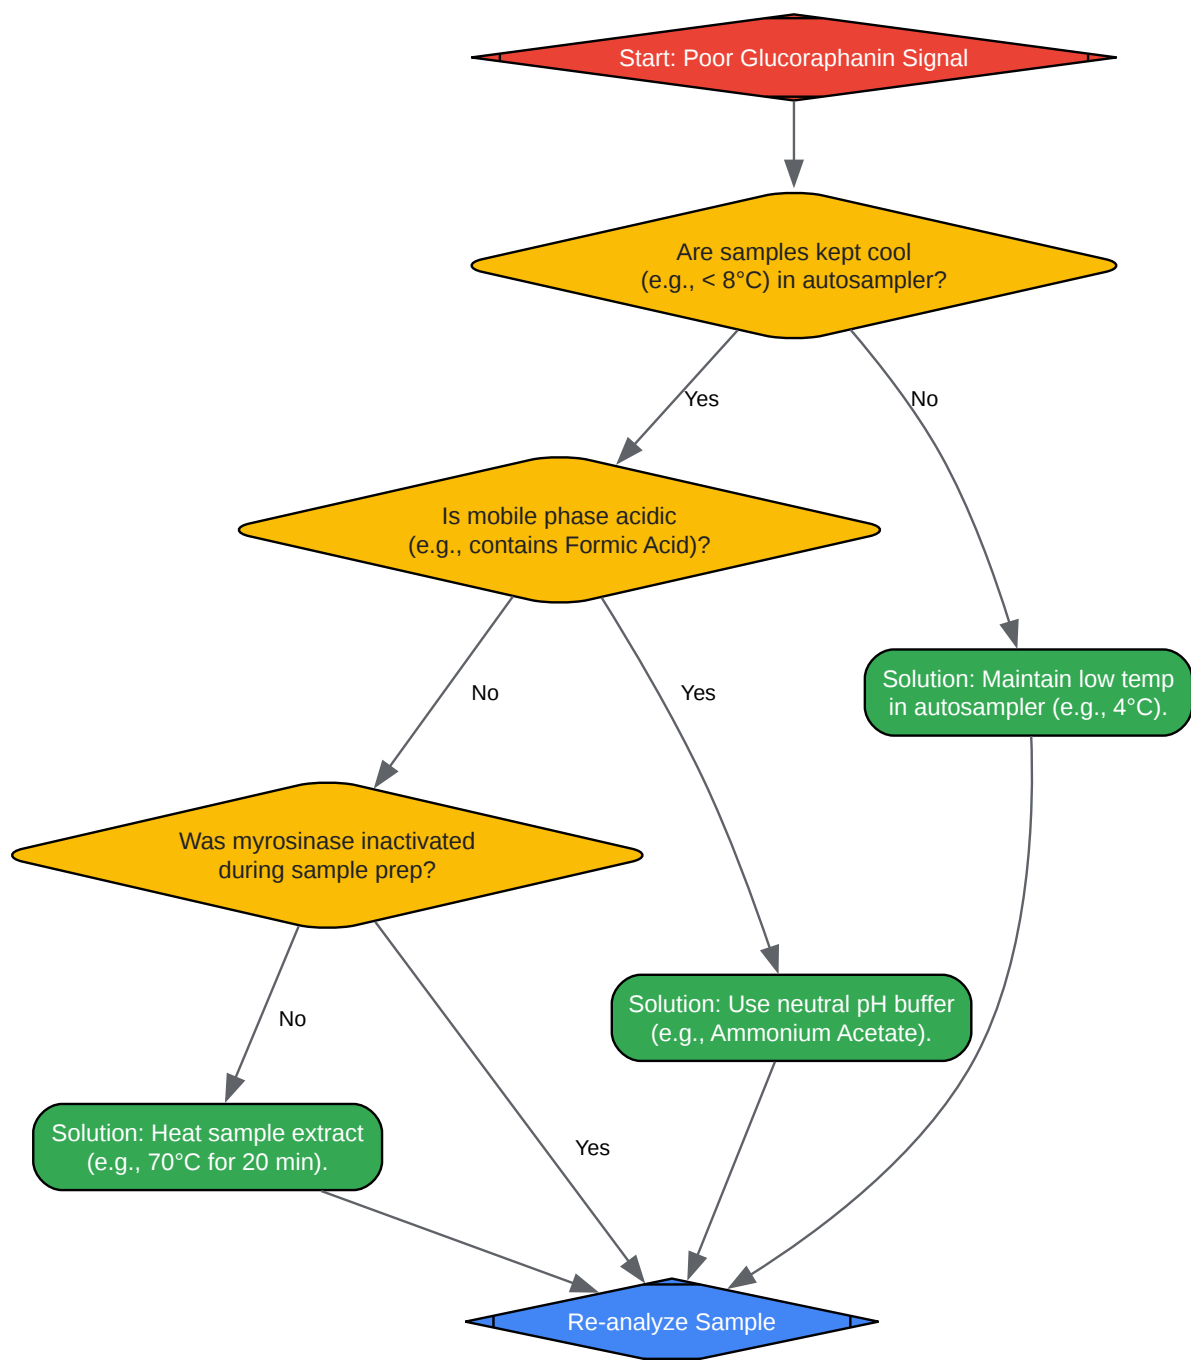 Start: Poor Glucoraphanin Signal
Are samples kept cool
(e.g., < 8°C) in autosampler?
Yes
No
Is mobile phase acidic
(e.g., contains Formic Acid)?
No
Yes
Solution: Maintain low temp
in autosampler (e.g., 4°C).
Was myrosinase inactivated
during sample prep?
No
Yes
Solution: Use neutral pH buffer
(e.g., Ammonium Acetate).
Solution: Heat sample extract
(e.g., 70°C for 20 min).
Re-analyze Sample